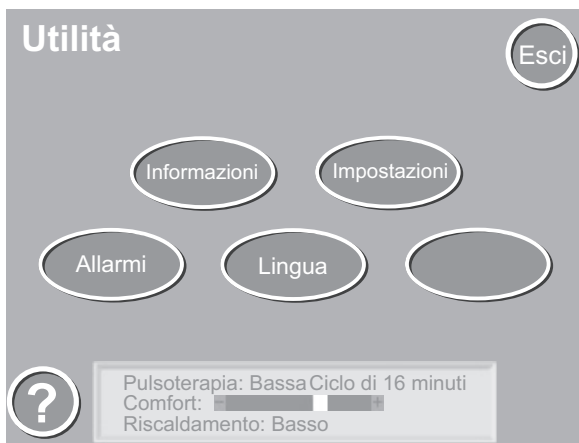 Utilità
Esci
Informazioni
Impostazioni
Allarmi
Lingua
?
Pulsoterapia: Bassa Ciclo di 16 minuti
Comfort: - +
Riscaldamento: Basso